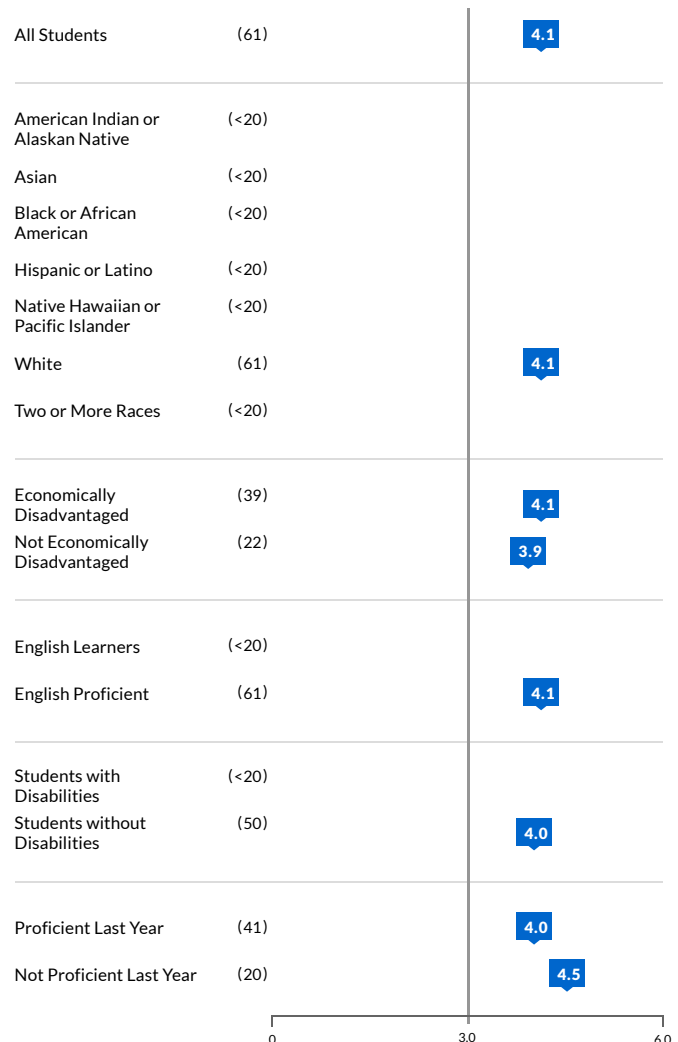 All Students (61) 4.1
American Indian or (<20)
Alaskan Native
Asian (<20)
Black or African (<20)
American
Hispanic or Latino (<20)
Native Hawaiian or (<20)
Pacific Islander
White (61) 4.1
Two or More Races (<20)
Economically (39) 4.1
Disadvantaged
Not Economically (22) 3.9
Disadvantaged
English Learners (<20)
English Proficient (61) 4.1
Students with (<20)
Disabilities
Students without (50) 4.0
Disabilities
Proficient Last Year (41) 4.0
Not Proficient Last Year (20) 4.5
0 3.0 6.0